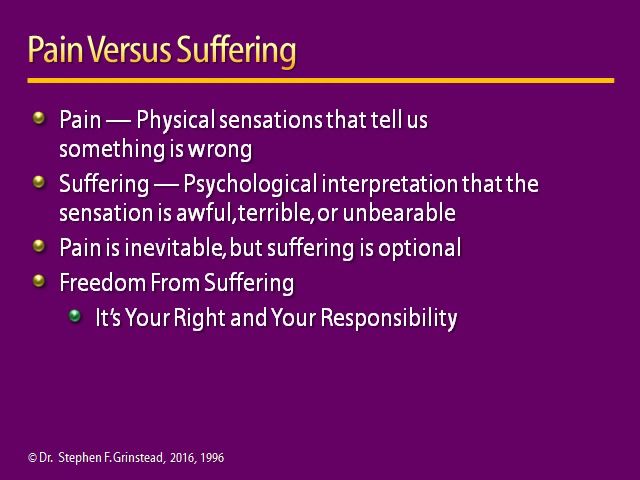 Pain Versus Suffering
Pain — Physical sensations that tell us
something is wrong
Suffering — Psychological interpretation that the
sensation is awful, terrible, or unbearable
Pain is inevitable, but suffering is optional
Freedom From Suffering
It's Your Right and Your Responsibility
© Dr. Stephen F. Grinstead, 2016, 1996